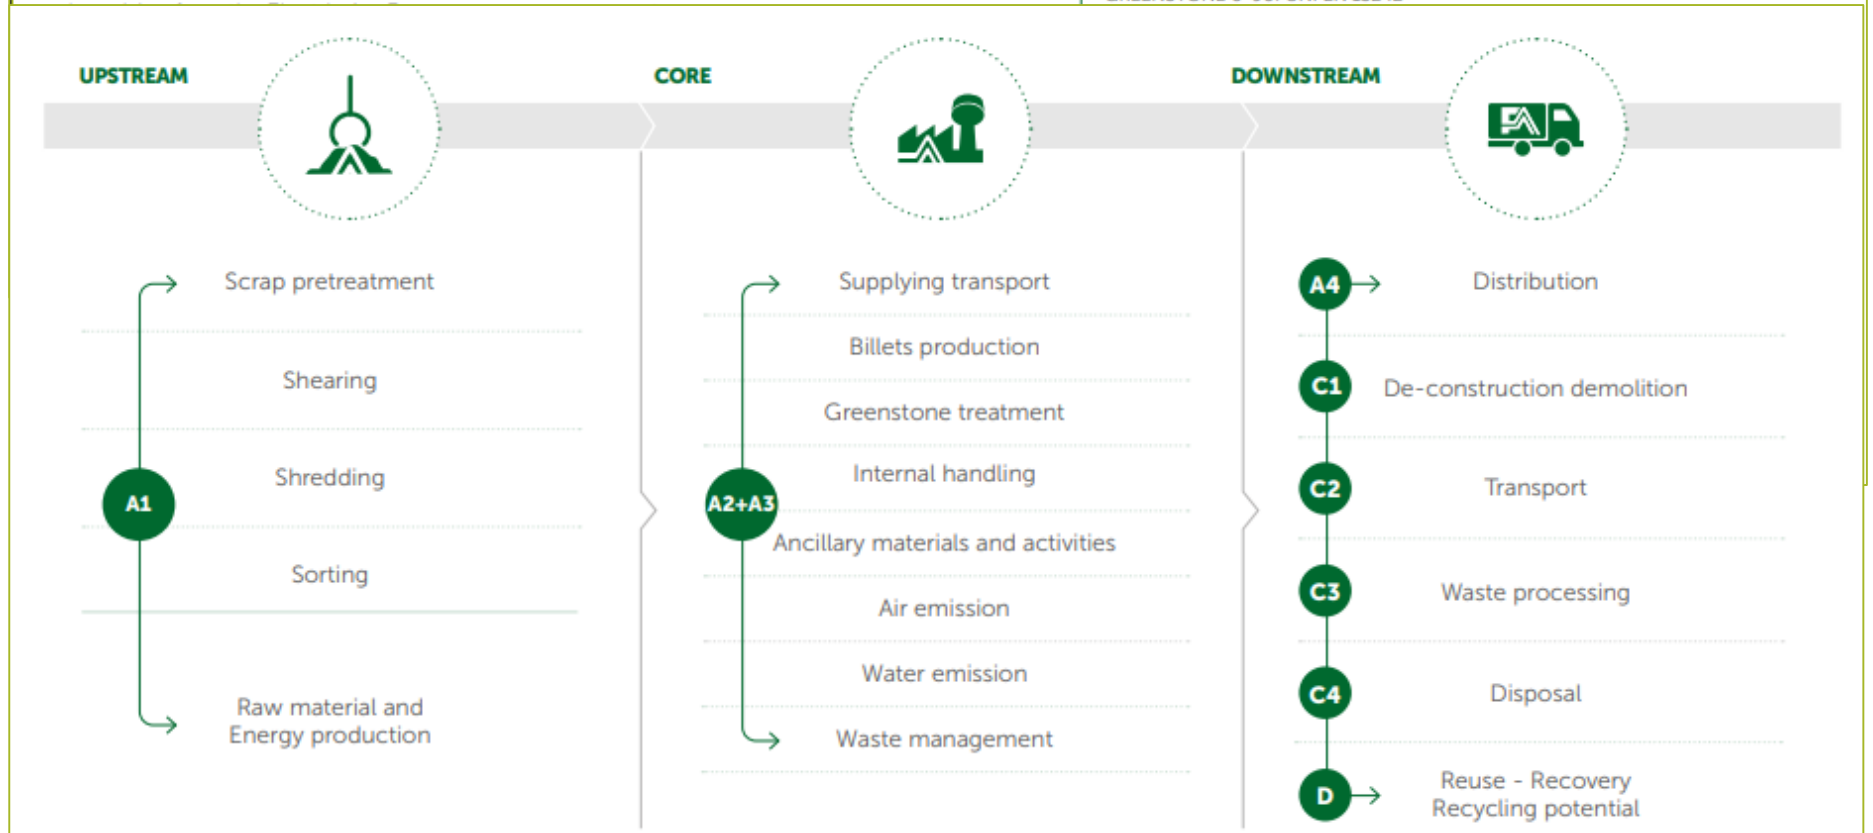 UPSTREAM
CORE
DOWNSTREAM
A1
Scrap pretreatment
Shearing
Shredding
Sorting
Raw material and
Energy production
A2+A3
Supplying transport
Billets production
Greenstone treatment
Internal handling
Ancillary materials and activities
Air emission
Water emission
Waste management
A4
Distribution
C1
De-construction demolition
C2
Transport
C3
Waste processing
C4
Disposal
D
Reuse - Recovery
Recycling potential